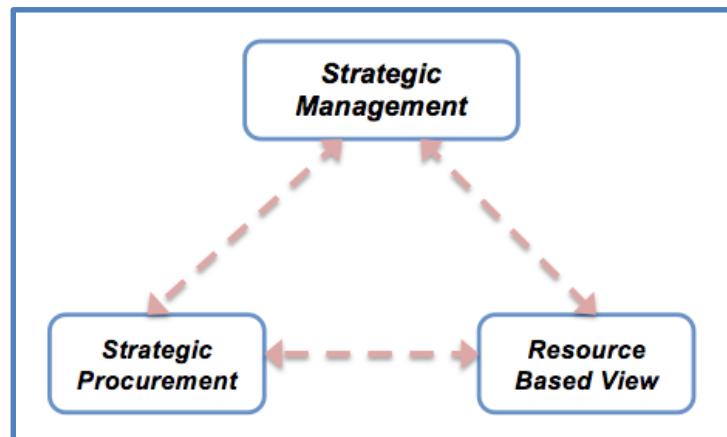 Strategic
Management
Strategic
Procurement
Resource
Based View